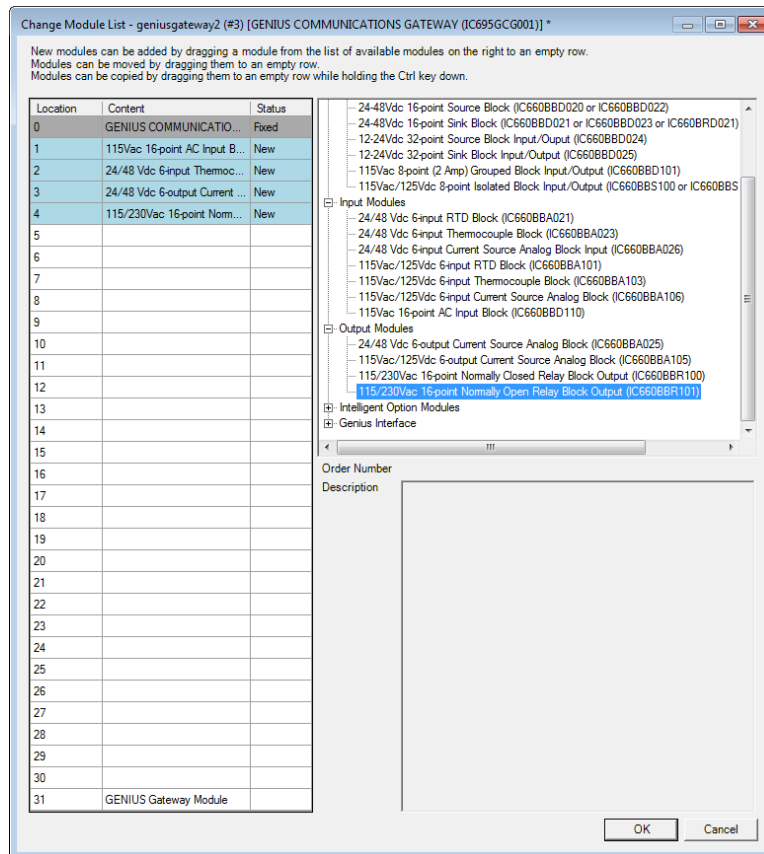 Change Module List - geniusgateway2 (#3) [GENIUS COMMUNICATIONS GATEWAY (IC695GCG001)] *
New modules can be added by dragging a module from the list of available modules on the right to an empty row.
Modules can be moved by dragging them to an empty row.
Modules can be copied by dragging them to an empty row while holding the Ctrl key down.
Location Content Status
0 GENIUS COMMUNICATIO... Fixed
1 115Vac 16-point AC Input B... New
2 24/48 Vdc 6-input Thermoc... New
3 24/48 Vdc 6-output Current ... New
4 115/230Vac 16-point Norm... New
5
6
7
8
9
10
11
12
13
14
15
16
17
18
19
20
21
22
23
24
25
26
27
28
29
30
31 GENIUS Gateway Module
24-48Vdc 16-point Source Block (IC660BBD020 or IC660BBD022)
24-48Vdc 16-point Sink Block (IC660BBD021 or IC660BBD023 or IC660BRD021)
12-24Vdc 32-point Source Block Input/Ouput (IC660BBD024)
12-24Vdc 32-point Sink Block Input/Output (IC660BBD025)
115Vac 8-point (2 Amp) Grouped Block Input/Output (IC660BBD101)
115Vac/125Vdc 8-point Isolated Block Input/Output (IC660BBS100 or IC660BBS
Input Modules
24/48 Vdc 6-input RTD Block (IC660BBA021)
24/48 Vdc 6-input Thermocouple Block (IC660BBA023)
24/48 Vdc 6-input Current Source Analog Block Input (IC660BBA026)
115Vac/125Vdc 6-input RTD Block (IC660BBA101)
115Vac/125Vdc 6-input Thermocouple Block (IC660BBA103)
115Vac/125Vdc 6-input Current Source Analog Block (IC660BBA106)
115Vac 16-point AC Input Block (IC660BBD110)
Output Modules
24/48 Vdc 6-output Current Source Analog Block (IC660BBA025)
115Vac/125Vdc 6-output Current Source Analog Block (IC660BBA105)
115/230Vac 16-point Normally Closed Relay Block Output (IC660BBR100)
115/230Vac 16-point Normally Open Relay Block Output (IC660BBR101)
Intelligent Option Modules
Genius Interface
Order Number
Description
OK Cancel